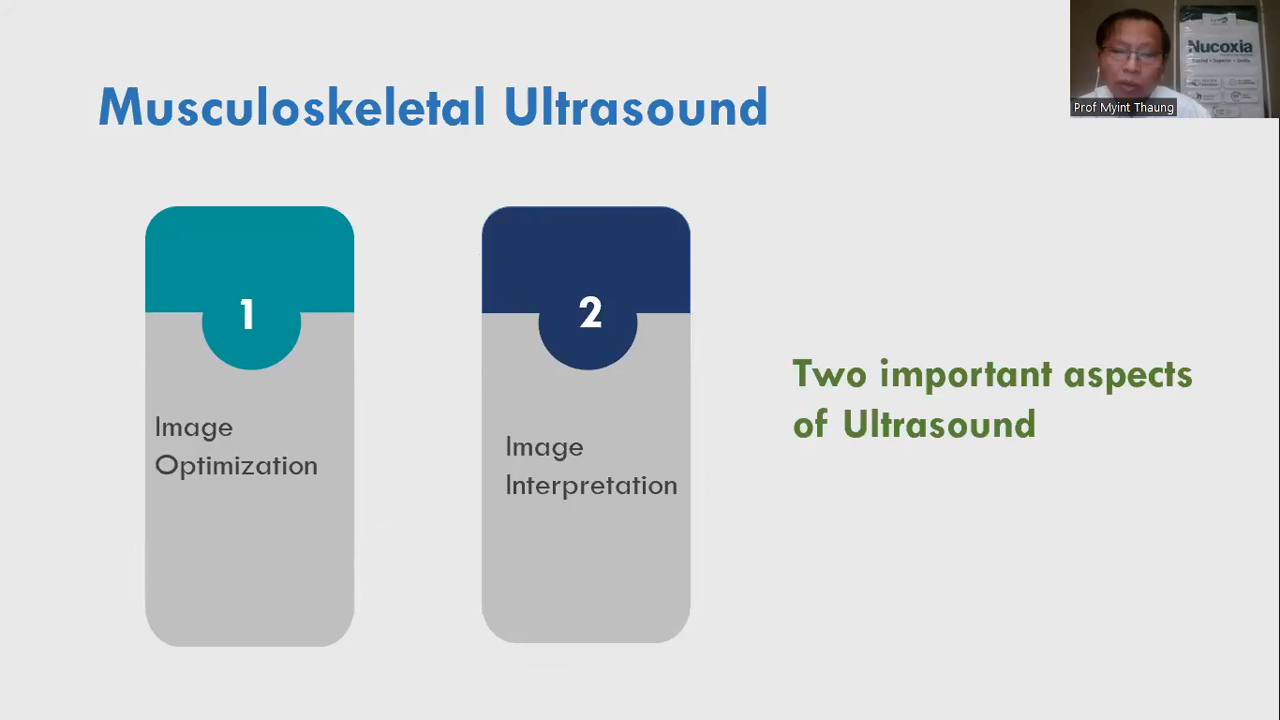 Musculoskeletal Ultrasound
Nucoxia
Prof Myint Thaung
1
2
Image
Optimization
Image
Interpretation
Two important aspects
of Ultrasound